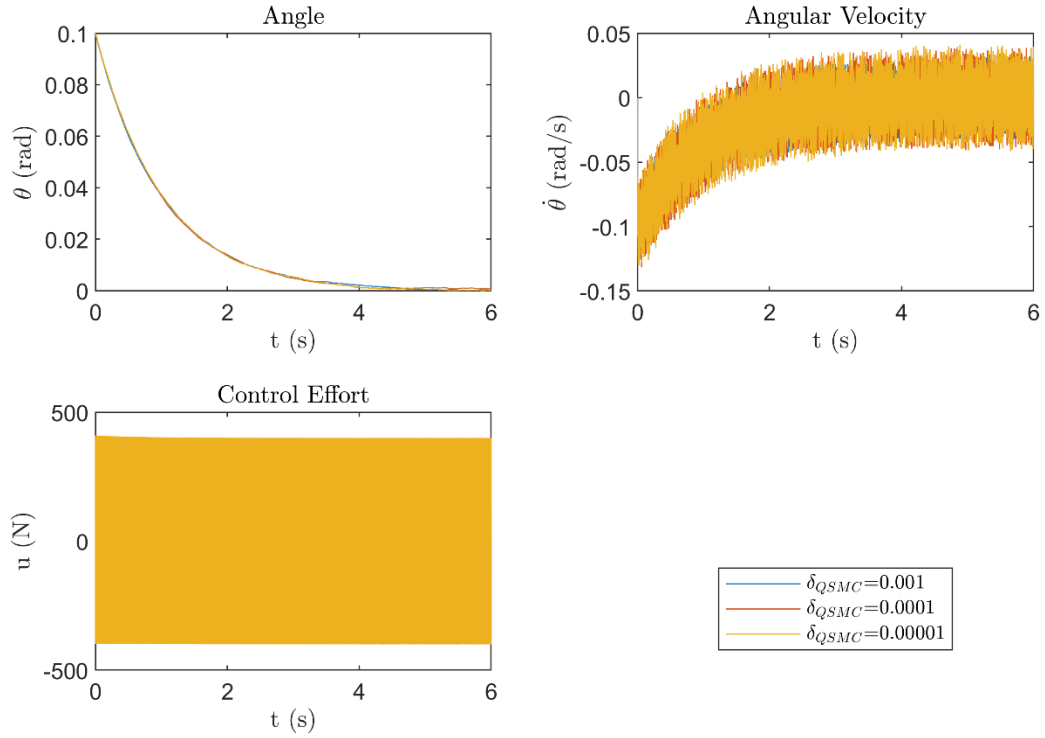 Angle
0.1
0.08
0.06
0.04
0.02
0
θ (rad)
0 2 4 6
t (s)
Angular Velocity
0.05
0
-0.05
-0.1
-0.15
θ̇ (rad/s)
0 2 4 6
t (s)
Control Effort
500
0
-500
u (N)
0 2 4 6
t (s)
δQSMC=0.001
δQSMC=0.0001
δQSMC=0.00001